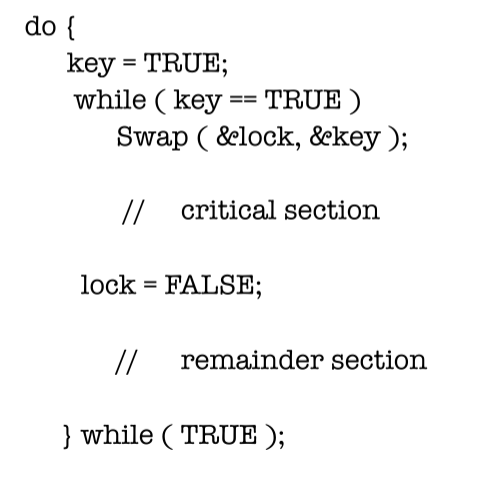 do {
key = TRUE;
while ( key == TRUE )
Swap ( &lock, &key );
// critical section
lock = FALSE;
// remainder section
} while ( TRUE );